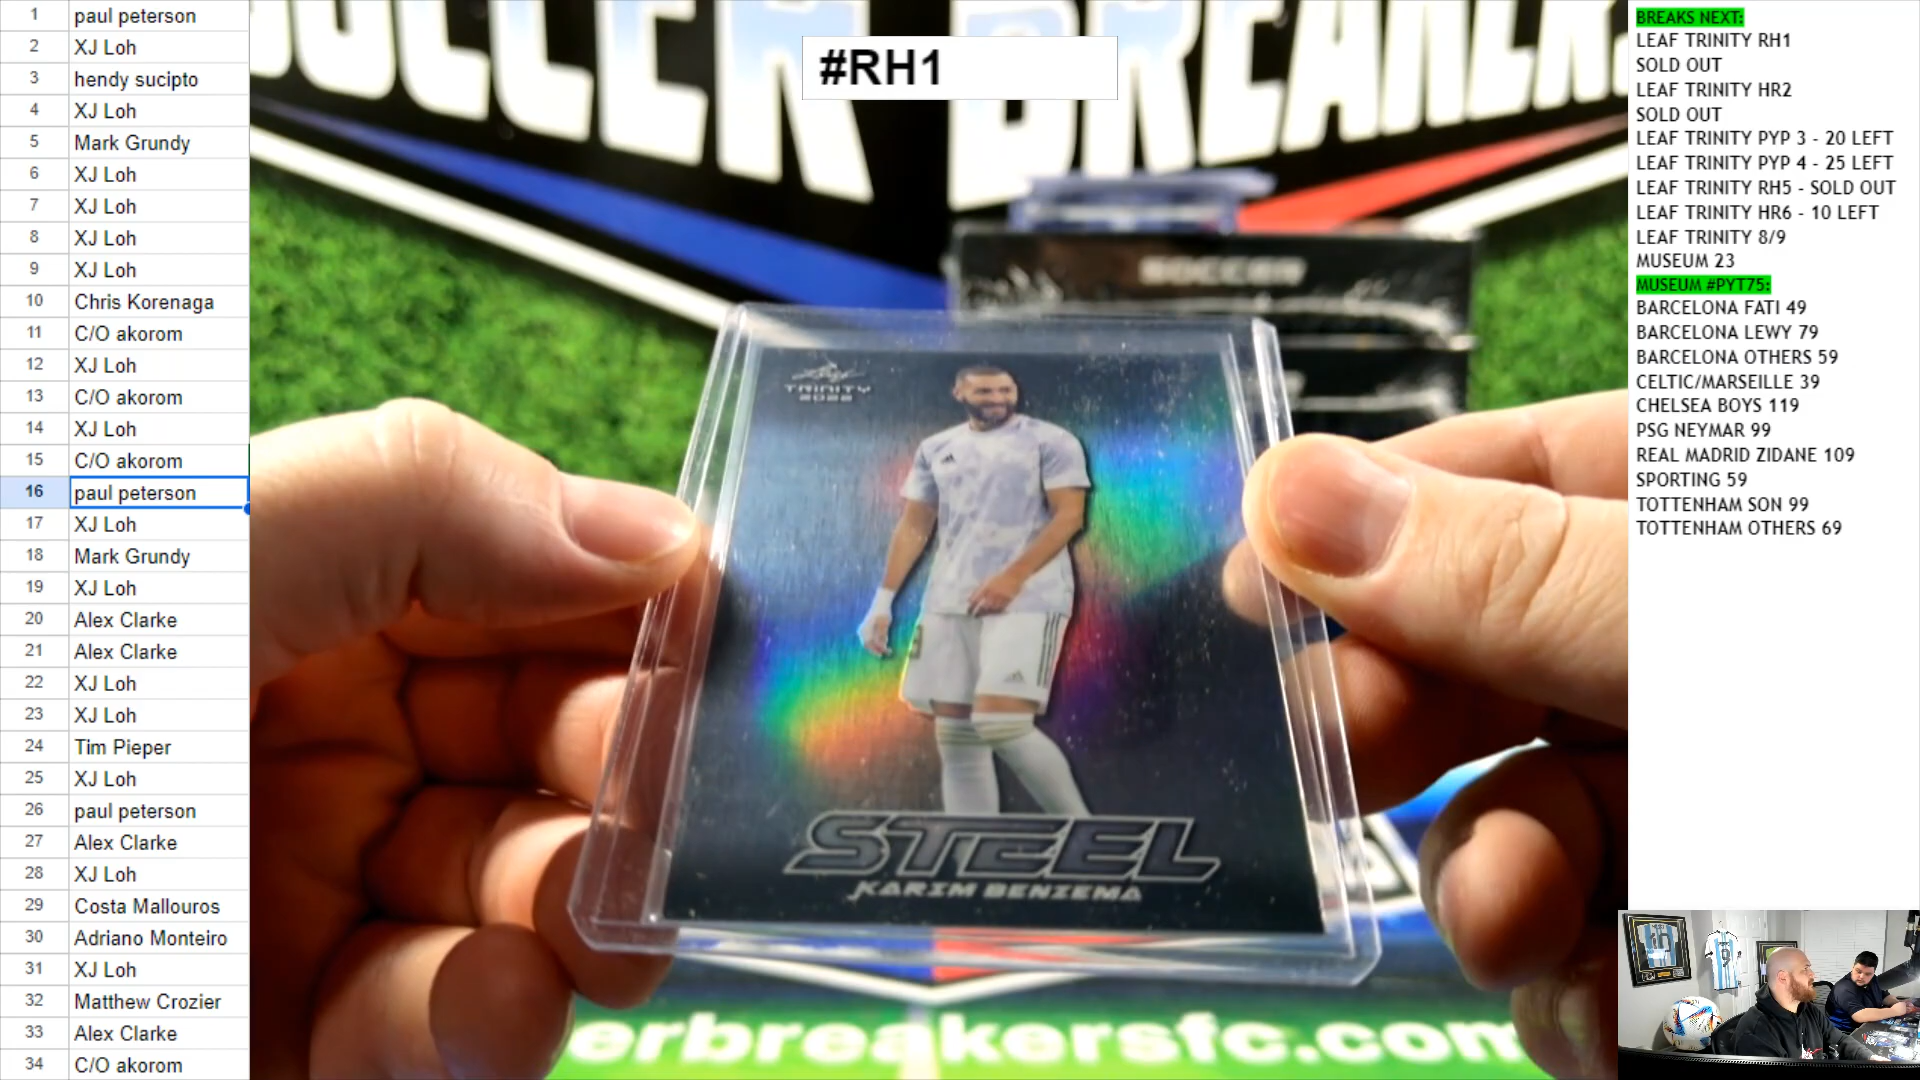 1 paul peterson
2 XJ Loh
3 hendy sucipto
4 XJ Loh
5 Mark Grundy
6 XJ Loh
7 XJ Loh
8 XJ Loh
9 XJ Loh
10 Chris Korenaga
11 C/O akorom
12 XJ Loh
13 C/O akorom
14 XJ Loh
15 C/O akorom
16 paul peterson
17 XJ Loh
18 Mark Grundy
19 XJ Loh
20 Alex Clarke
21 Alex Clarke
22 XJ Loh
23 XJ Loh
24 Tim Pieper
25 XJ Loh
26 paul peterson
27 Alex Clarke
28 XJ Loh
29 Costa Mallouros
30 Adriano Monteiro
31 XJ Loh
32 Matthew Crozier
33 Alex Clarke
34 C/O akorom
SOCCER BREAKERS
#RH1
SOCCER
Leaf
TRINITY
2022
STEEL
KARIM BENZEMA
erbreakersfc.com
BREAKS NEXT:
LEAF TRINITY RH1
SOLD OUT
LEAF TRINITY HR2
SOLD OUT
LEAF TRINITY PYP 3 - 20 LEFT
LEAF TRINITY PYP 4 - 25 LEFT
LEAF TRINITY RH5 - SOLD OUT
LEAF TRINITY HR6 - 10 LEFT
LEAF TRINITY 8/9
MUSEUM 23
MUSEUM #PYT75:
BARCELONA FATI 49
BARCELONA LEWY 79
BARCELONA OTHERS 59
CELTIC/MARSEILLE 39
CHELSEA BOYS 119
PSG NEYMAR 99
REAL MADRID ZIDANE 109
SPORTING 59
TOTTENHAM SON 99
TOTTENHAM OTHERS 69